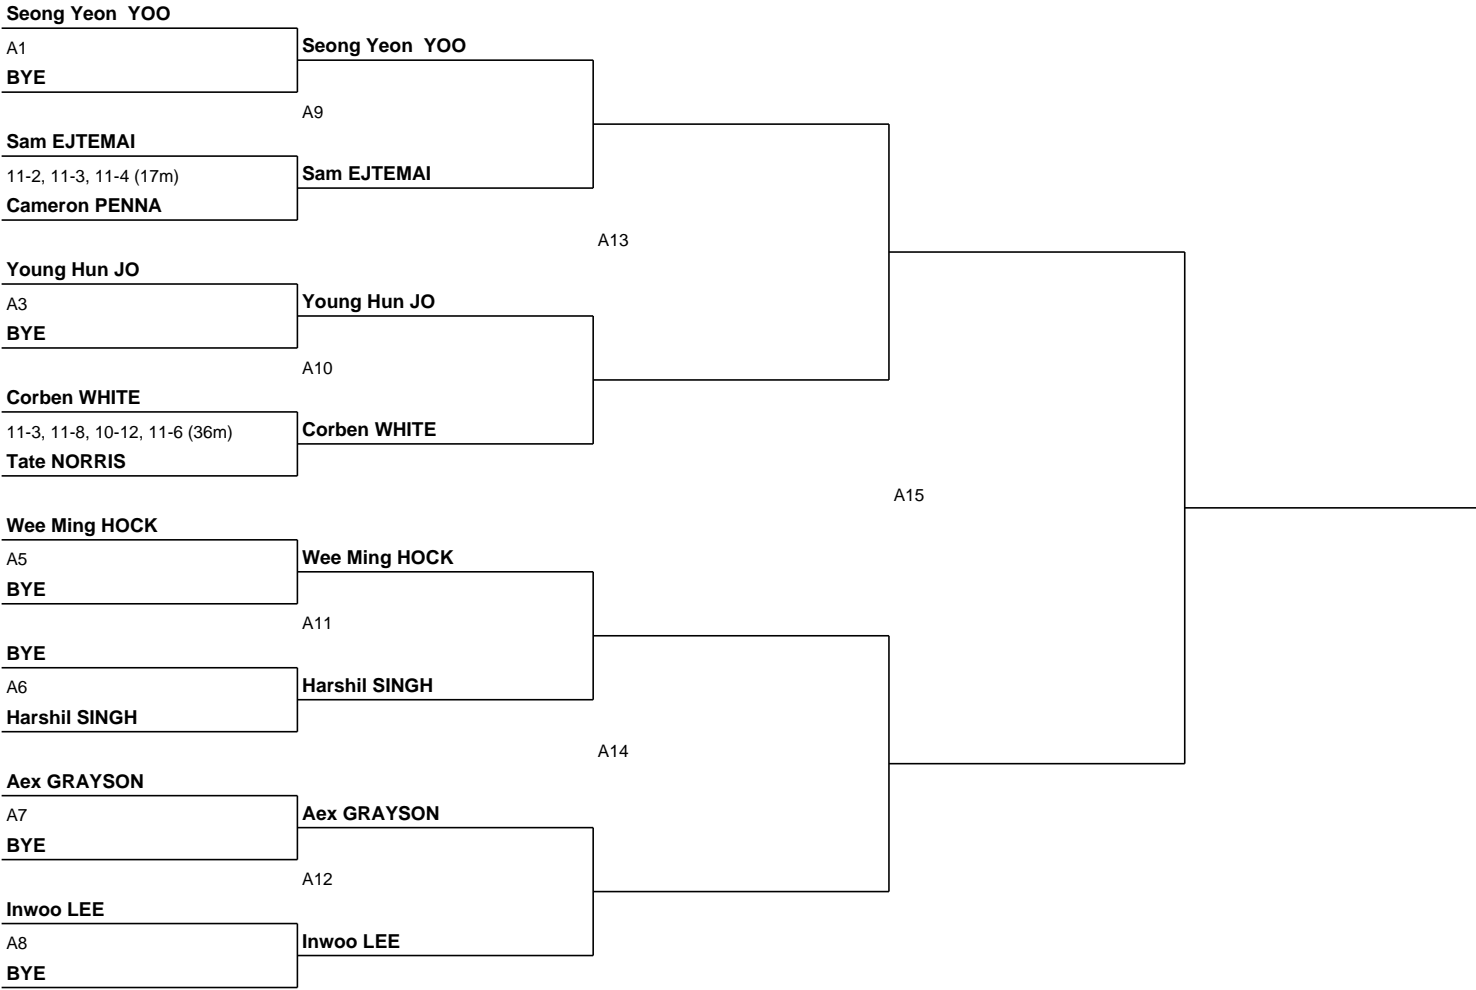 Seong Yeon  YOO
A1
BYE
Seong Yeon  YOO
A9
Sam EJTEMAI
11-2, 11-3, 11-4 (17m)
Cameron PENNA
Sam EJTEMAI
A13
Young Hun JO
A3
BYE
Young Hun JO
A10
Corben WHITE
11-3, 11-8, 10-12, 11-6 (36m)
Tate NORRIS
Corben WHITE
A15
Wee Ming HOCK
A5
BYE
Wee Ming HOCK
A11
BYE
A6
Harshil SINGH
Harshil SINGH
A14
Aex GRAYSON
A7
BYE
Aex GRAYSON
A12
Inwoo LEE
A8
BYE
Inwoo LEE